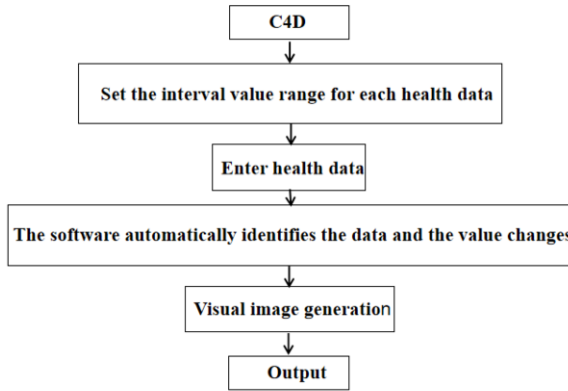 C4D
Set the interval value range for each health data
Enter health data
The software automatically identifies the data and the value changes
Visual image generation
Output